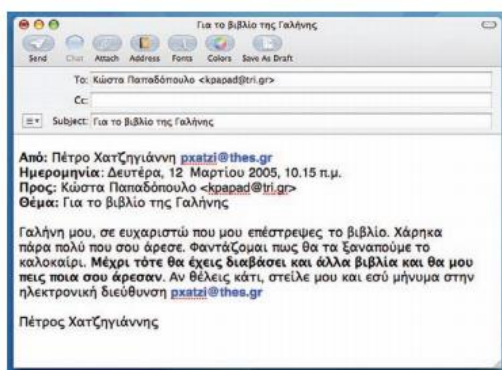 Για το βιβλίο της Γαλήνης
Send Chat Attach Address Fonts Colors Save As Draft
To: Κώστα Παπαδόπουλο <kpapad@tri.gr>
Cc:
Subject: Για το βιβλίο της Γαλήνης
Από: Πέτρο Χατζηγιάννη pxatzi@thes.gr
Ημερομηνία: Δευτέρα, 12 Μαρτίου 2005, 10.15 π.μ.
Προς: Κώστα Παπαδόπουλο <kpapad@tri.gr>
Θέμα: Για το βιβλίο της Γαλήνης
Γαλήνη μου, σε ευχαριστώ που μου επέστρεψες το βιβλίο. Χάρηκα
πάρα πολύ που σου άρεσε. Φαντάζομαι πως θα τα ξαναπούμε το
καλοκαίρι. Μέχρι τότε θα έχεις διαβάσει και άλλα βιβλία και θα μου
πεις ποια σου άρεσαν. Αν θέλεις κάτι, στείλε μου και εσύ μήνυμα στην
ηλεκτρονική διεύθυνση pxatzi@thes.gr
Πέτρος Χατζηγιάννης